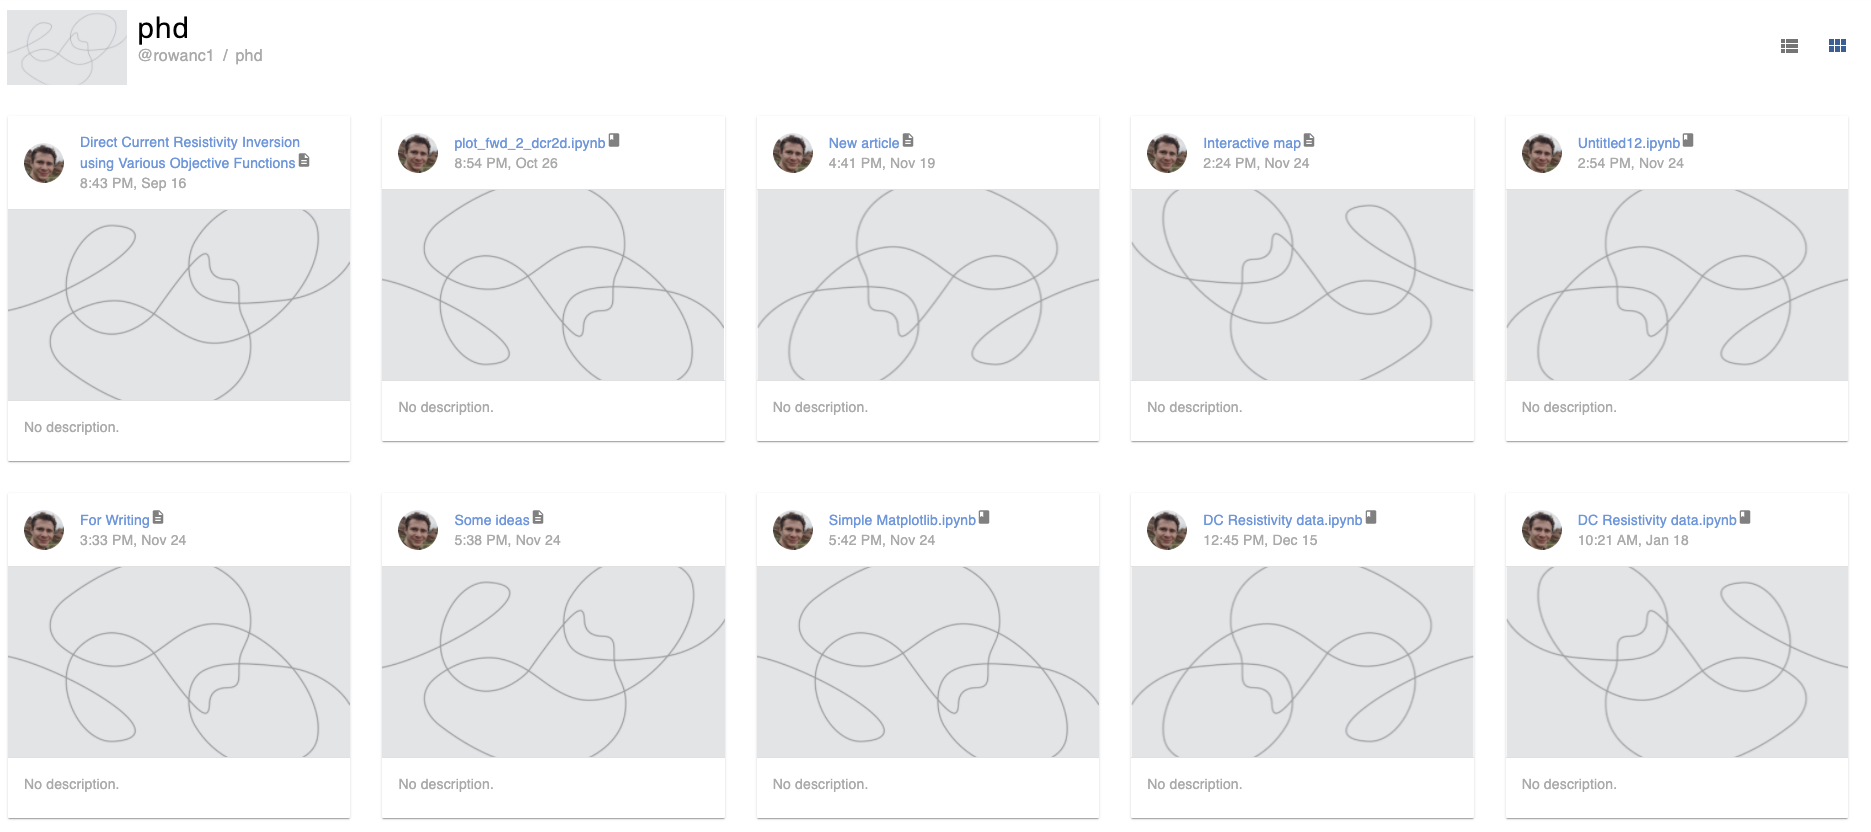 phd
@rowanc1 / phd
Direct Current Resistivity Inversion
using Various Objective Functions
8:43 PM, Sep 16
No description.
plot_fwd_2_dcr2d.ipynb
8:54 PM, Oct 26
No description.
New article
4:41 PM, Nov 19
No description.
Interactive map
2:24 PM, Nov 24
No description.
Untitled12.ipynb
2:54 PM, Nov 24
No description.
For Writing
3:33 PM, Nov 24
No description.
Some ideas
5:38 PM, Nov 24
No description.
Simple Matplotlib.ipynb
5:42 PM, Nov 24
No description.
DC Resistivity data.ipynb
12:45 PM, Dec 15
No description.
DC Resistivity data.ipynb
10:21 AM, Jan 18
No description.